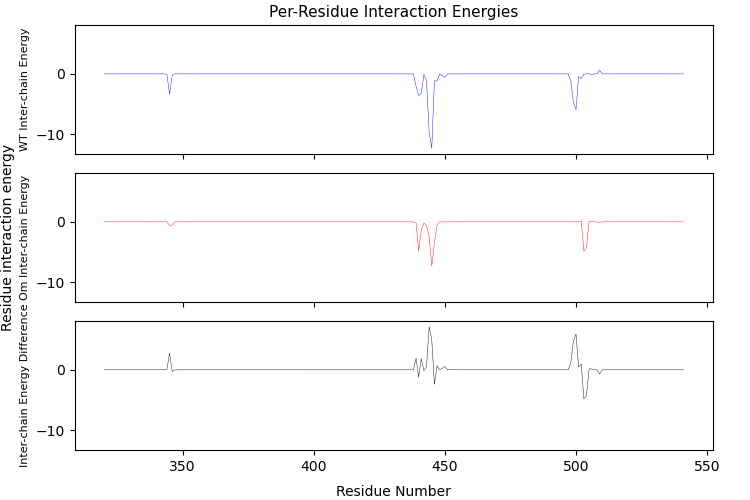 Per-Residue Interaction Energies
Residue interaction energy
WT Inter-chain Energy
0
−10
Om Inter-chain Energy
0
−10
Inter-chain Energy Difference
0
−10
350
400
450
500
550
Residue Number